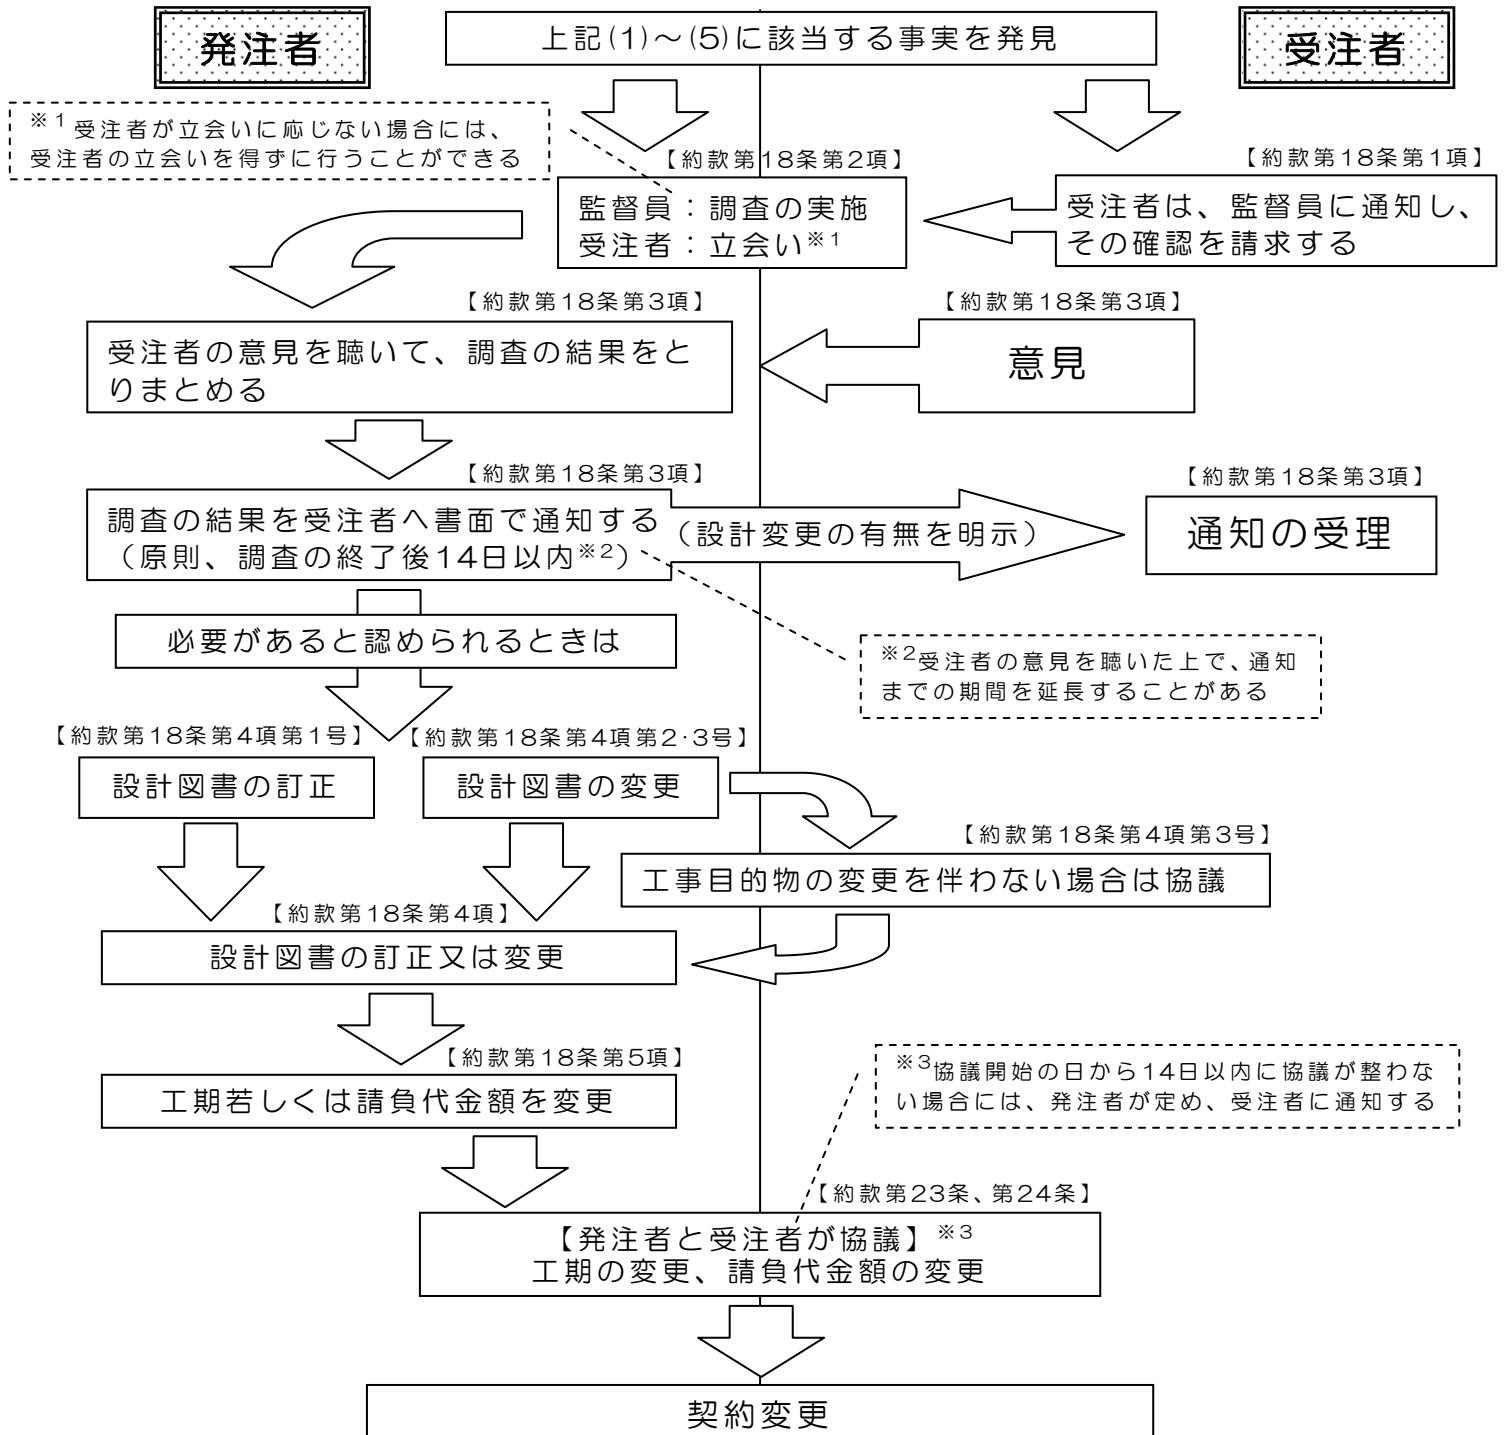 発注者
上記(1)～(5)に該当する事実を発見
受注者
※1 受注者が立会いに応じない場合には、
受注者の立会いを得ずに行うことができる
【約款第18条第2項】
【約款第18条第1項】
監督員：調査の実施
受注者：立会い※1
受注者は、監督員に通知し、
その確認を請求する
【約款第18条第3項】
【約款第18条第3項】
受注者の意見を聴いて、調査の結果をと
りまとめる
意見
【約款第18条第3項】
【約款第18条第3項】
調査の結果を受注者へ書面で通知する
（原則、調査の終了後14日以内※2）
（設計変更の有無を明示）
通知の受理
必要があると認められるときは
※2受注者の意見を聴いた上で、通知
までの期間を延長することがある
【約款第18条第4項第1号】
【約款第18条第4項第2・3号】
設計図書の訂正
設計図書の変更
【約款第18条第4項第3号】
工事目的物の変更を伴わない場合は協議
【約款第18条第4項】
設計図書の訂正又は変更
【約款第18条第5項】
工期若しくは請負代金額を変更
※3協議開始の日から14日以内に協議が整わな
い場合には、発注者が定め、受注者に通知する
【約款第23条、第24条】
【発注者と受注者が協議】※3
工期の変更、請負代金額の変更
契約変更